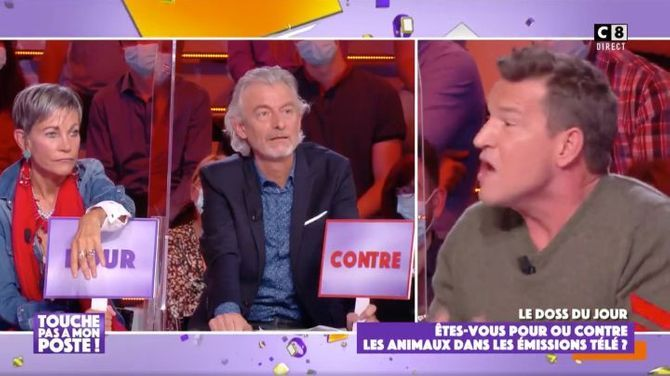 C8
DIRECT
POUR
CONTRE
LE DOSS DU JOUR
ÊTES-VOUS POUR OU CONTRE
LES ANIMAUX DANS LES ÉMISSIONS TÉLÉ ?
TOUCHE
PAS A MON
POSTE !